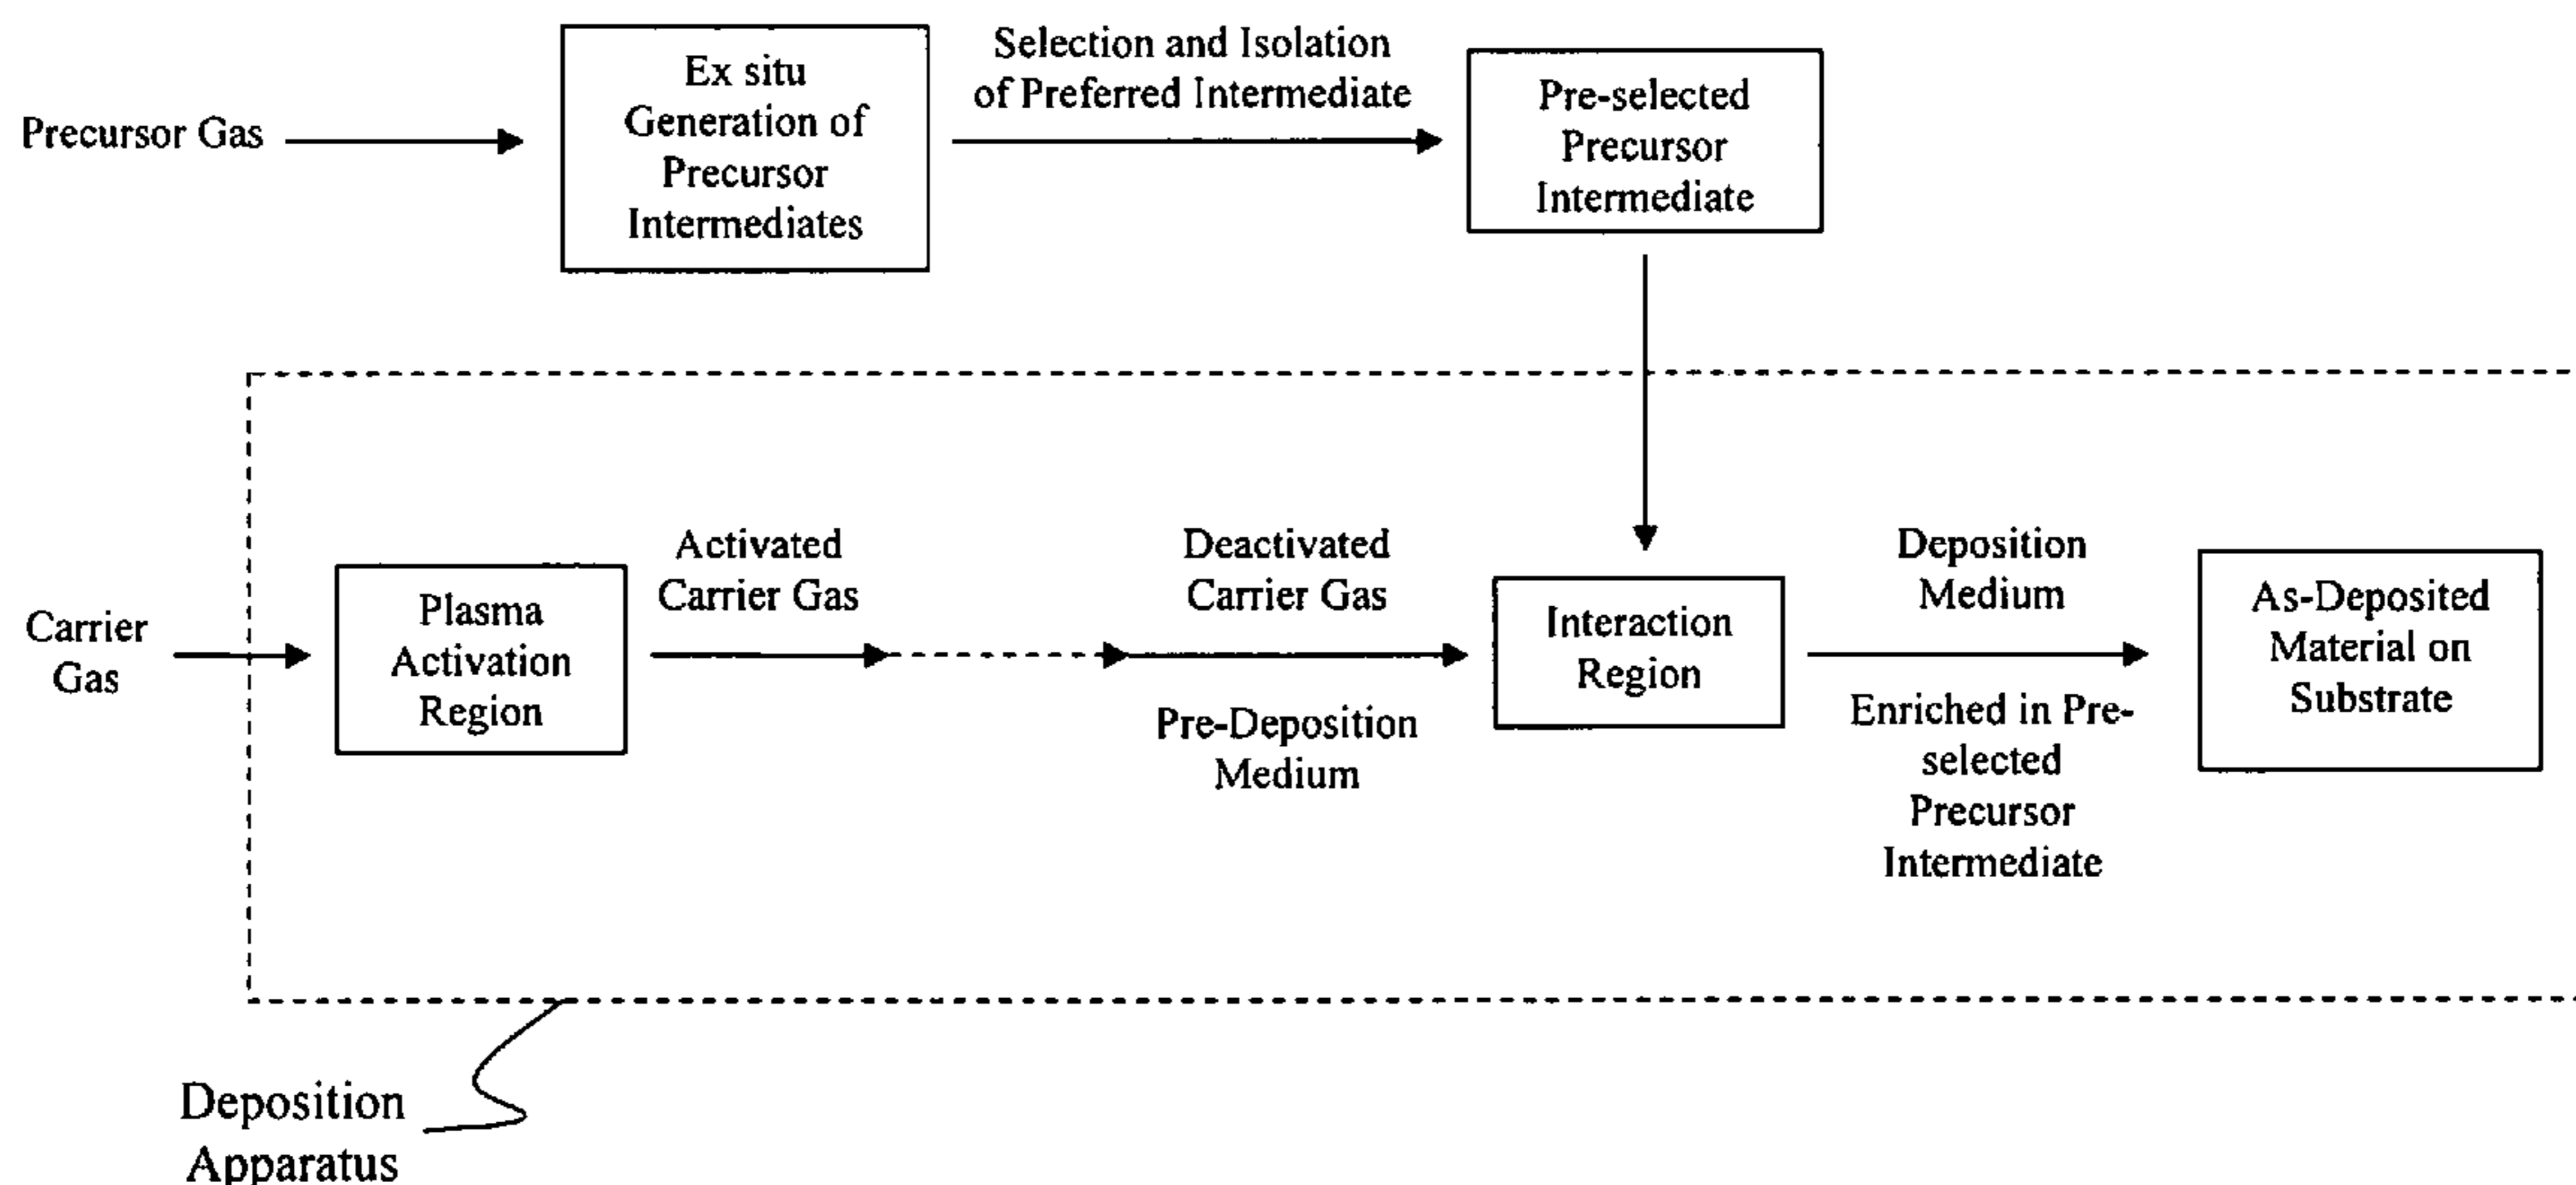 Precursor Gas
Ex situ
Generation of
Precursor
Intermediates
Selection and Isolation
of Preferred Intermediate
Pre-selected
Precursor
Intermediate
Carrier
Gas
Plasma
Activation
Region
Activated
Carrier Gas
Deactivated
Carrier Gas
Pre-Deposition
Medium
Interaction
Region
Deposition
Medium
Enriched in Pre-
selected
Precursor
Intermediate
As-Deposited
Material on
Substrate
Deposition
Apparatus